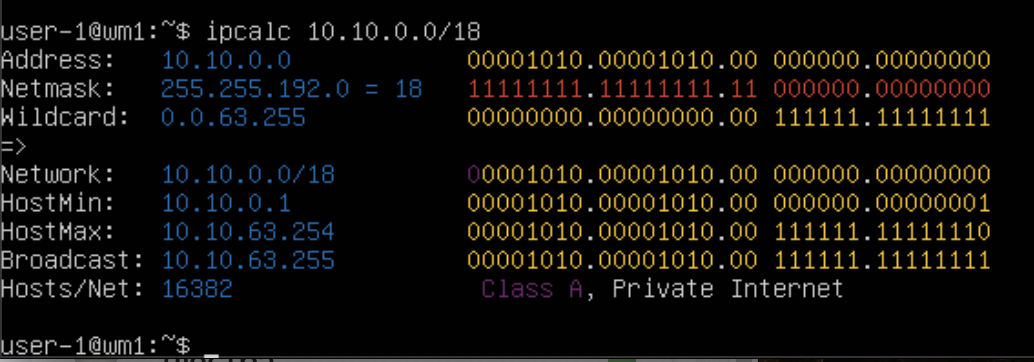 user-1@wm1:~$ ipcalc 10.10.0.0/18
Address:   10.10.0.0            00001010.00001010.00 000000.00000000
Netmask:   255.255.192.0 = 18   11111111.11111111.11 000000.00000000
Wildcard:  0.0.63.255           00000000.00000000.00 111111.11111111
=>
Network:   10.10.0.0/18         00001010.00001010.00 000000.00000000
HostMin:   10.10.0.1            00001010.00001010.00 000000.00000001
HostMax:   10.10.63.254         00001010.00001010.00 111111.11111110
Broadcast: 10.10.63.255         00001010.00001010.00 111111.11111111
Hosts/Net: 16382                 Class A, Private Internet
user-1@wm1:~$ _